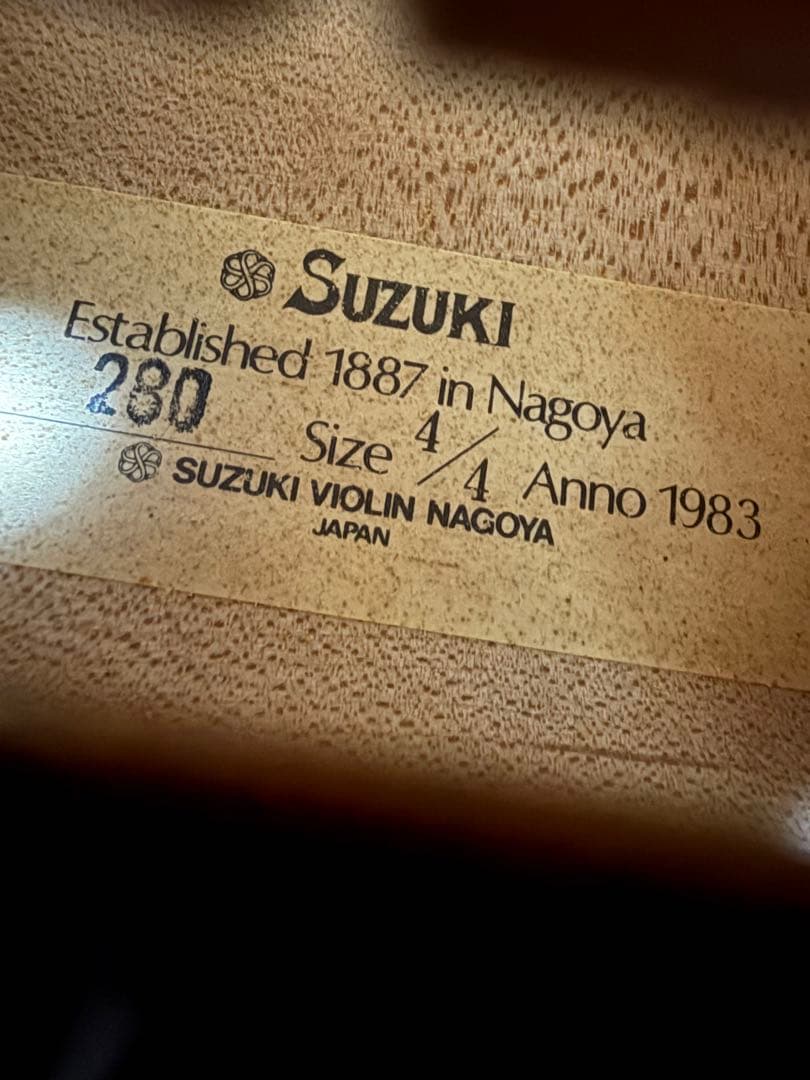 SUZUKI
Established 1887 in Nagoya
280
Size 4/4 Anno 1983
SUZUKI VIOLIN NAGOYA
JAPAN